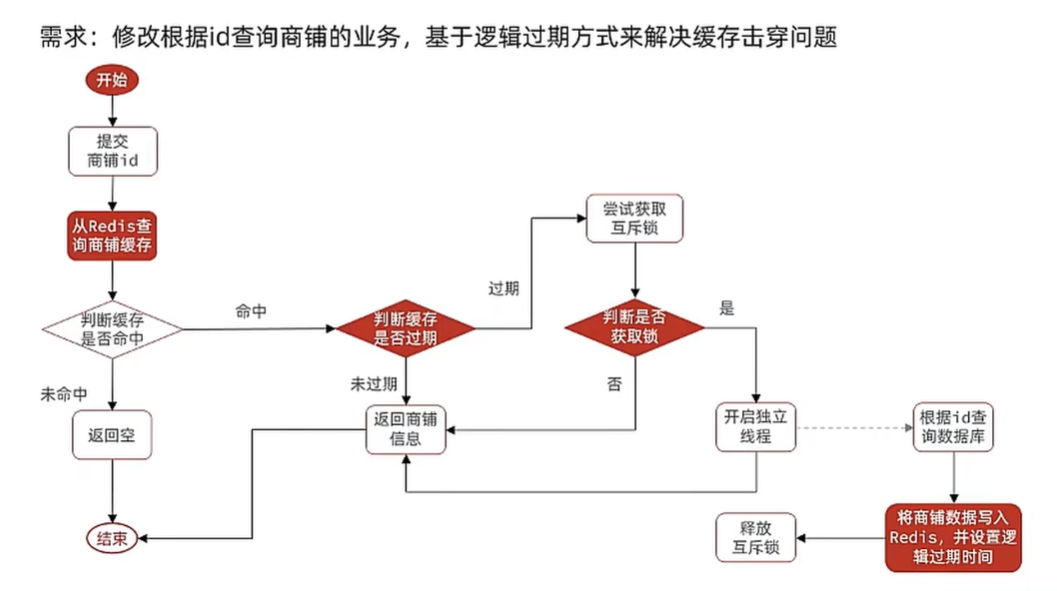 需求：修改根据id查询商铺的业务，基于逻辑过期方式来解决缓存击穿问题
开始
提交
商铺id
从Redis查
询商铺缓存
判断缓存
是否命中
命中
未命中
返回空
结束
判断缓存
是否过期
过期
未过期
返回商铺
信息
尝试获取
互斥锁
判断是否
获取锁
是
否
开启独立
线程
根据id查
询数据库
将商铺数据写入
Redis，并设置逻
辑过期时间
释放
互斥锁